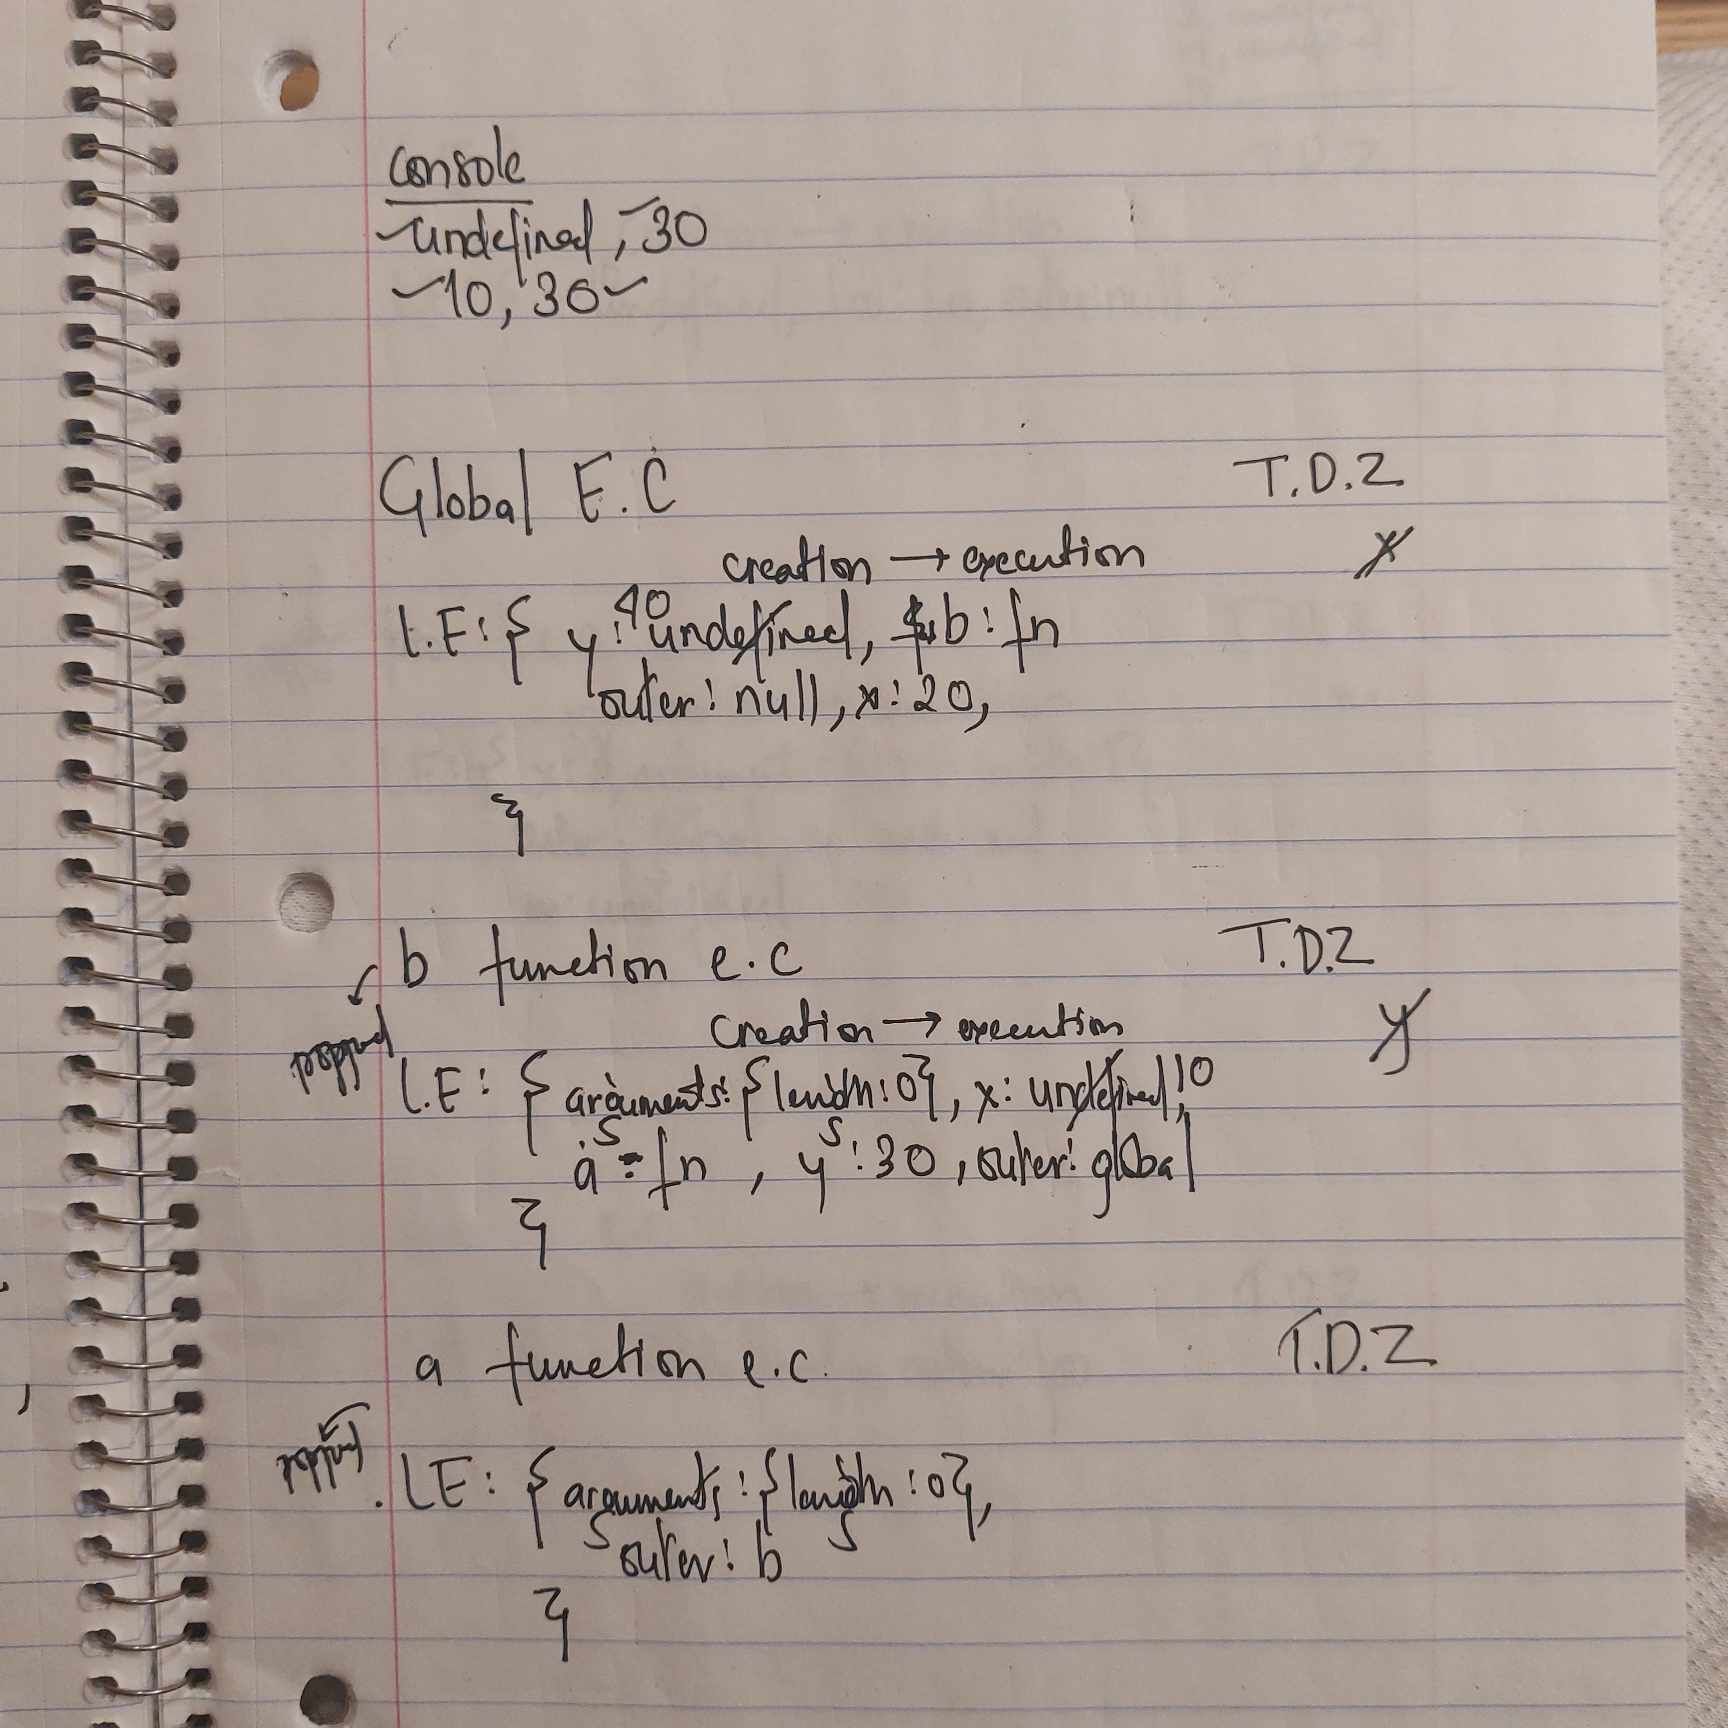 console
undefined, 30
10, 30
Global E.C T.D.Z
creation → execution x
L.E: { y: undefined, b: fn
40
outer: null, x: 20,
}
b function e.c T.D.Z
popped
creation → execution y
L.E: { arguments: { length: 0}, x: undefined, 10
a: fn, y: 30, outer: global
}
a function e.c. T.D.Z
popped
LE: { arguments: { length: 0},
outer: b
}